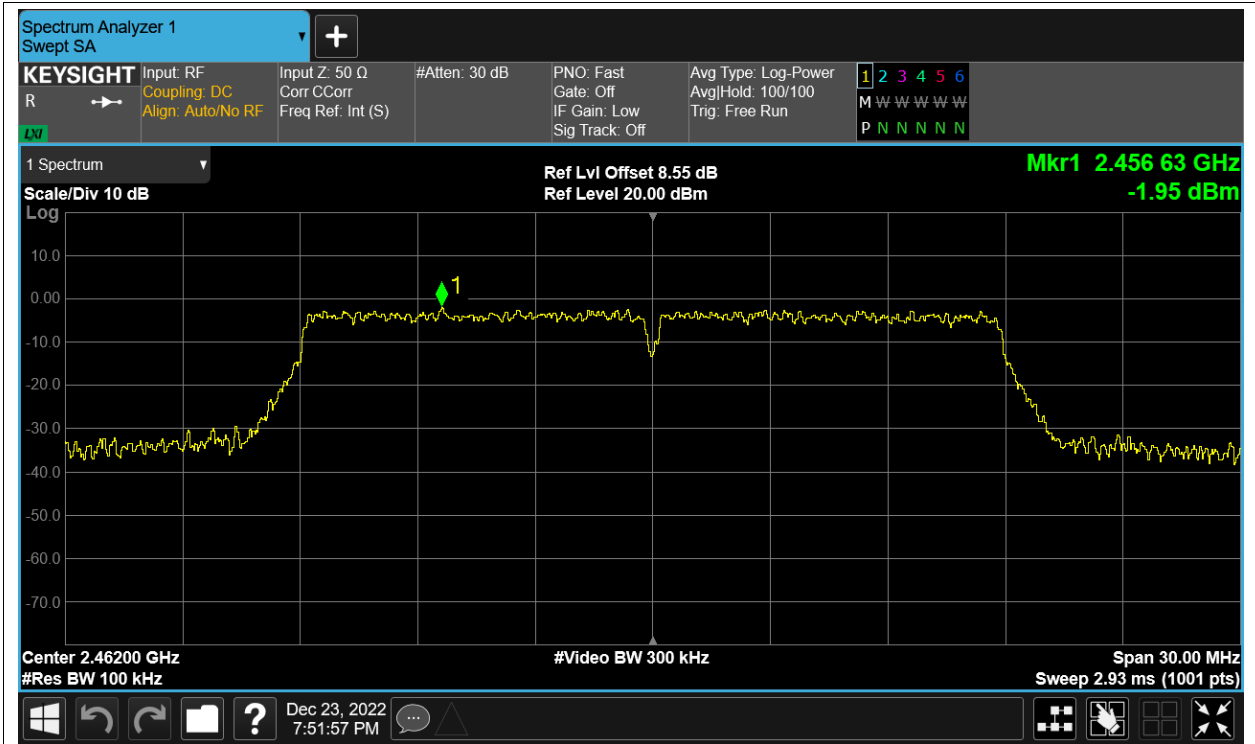 Spectrum Analyzer 1
Swept SA
KEYSIGHT
R
LXI
Input: RF
Coupling: DC
Align: Auto/No RF
Input Z: 50 Ω
Corr CCorr
Freq Ref: Int (S)
#Atten: 30 dB
PNO: Fast
Gate: Off
IF Gain: Low
Sig Track: Off
Avg Type: Log-Power
Avg|Hold: 100/100
Trig: Free Run
1 2 3 4 5 6
M W W W W W
P N N N N N
1 Spectrum
Scale/Div 10 dB
Log
Ref Lvl Offset 8.55 dB
Ref Level 20.00 dBm
Mkr1 2.456 63 GHz
-1.95 dBm
10.0
0.00
-10.0
-20.0
-30.0
-40.0
-50.0
-60.0
-70.0
1
Center 2.46200 GHz
#Res BW 100 kHz
#Video BW 300 kHz
Span 30.00 MHz
Sweep 2.93 ms (1001 pts)
Dec 23, 2022
7:51:57 PM